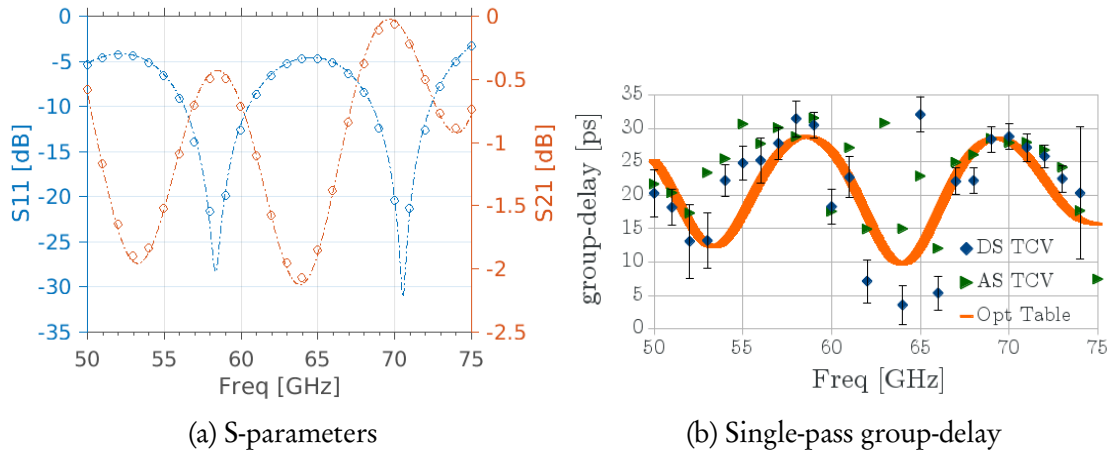 0
-5
-10
-15
-20
-25
-30
-35
S11 [dB]
0
-0.5
-1
-1.5
-2
-2.5
S21 [dB]
50 55 60 65 70 75
Freq [GHz]
(a) S-parameters
35
30
25
20
15
10
5
0
group-delay [ps]
DS TCV
AS TCV
Opt Table
50 55 60 65 70 75
Freq [GHz]
(b) Single-pass group-delay